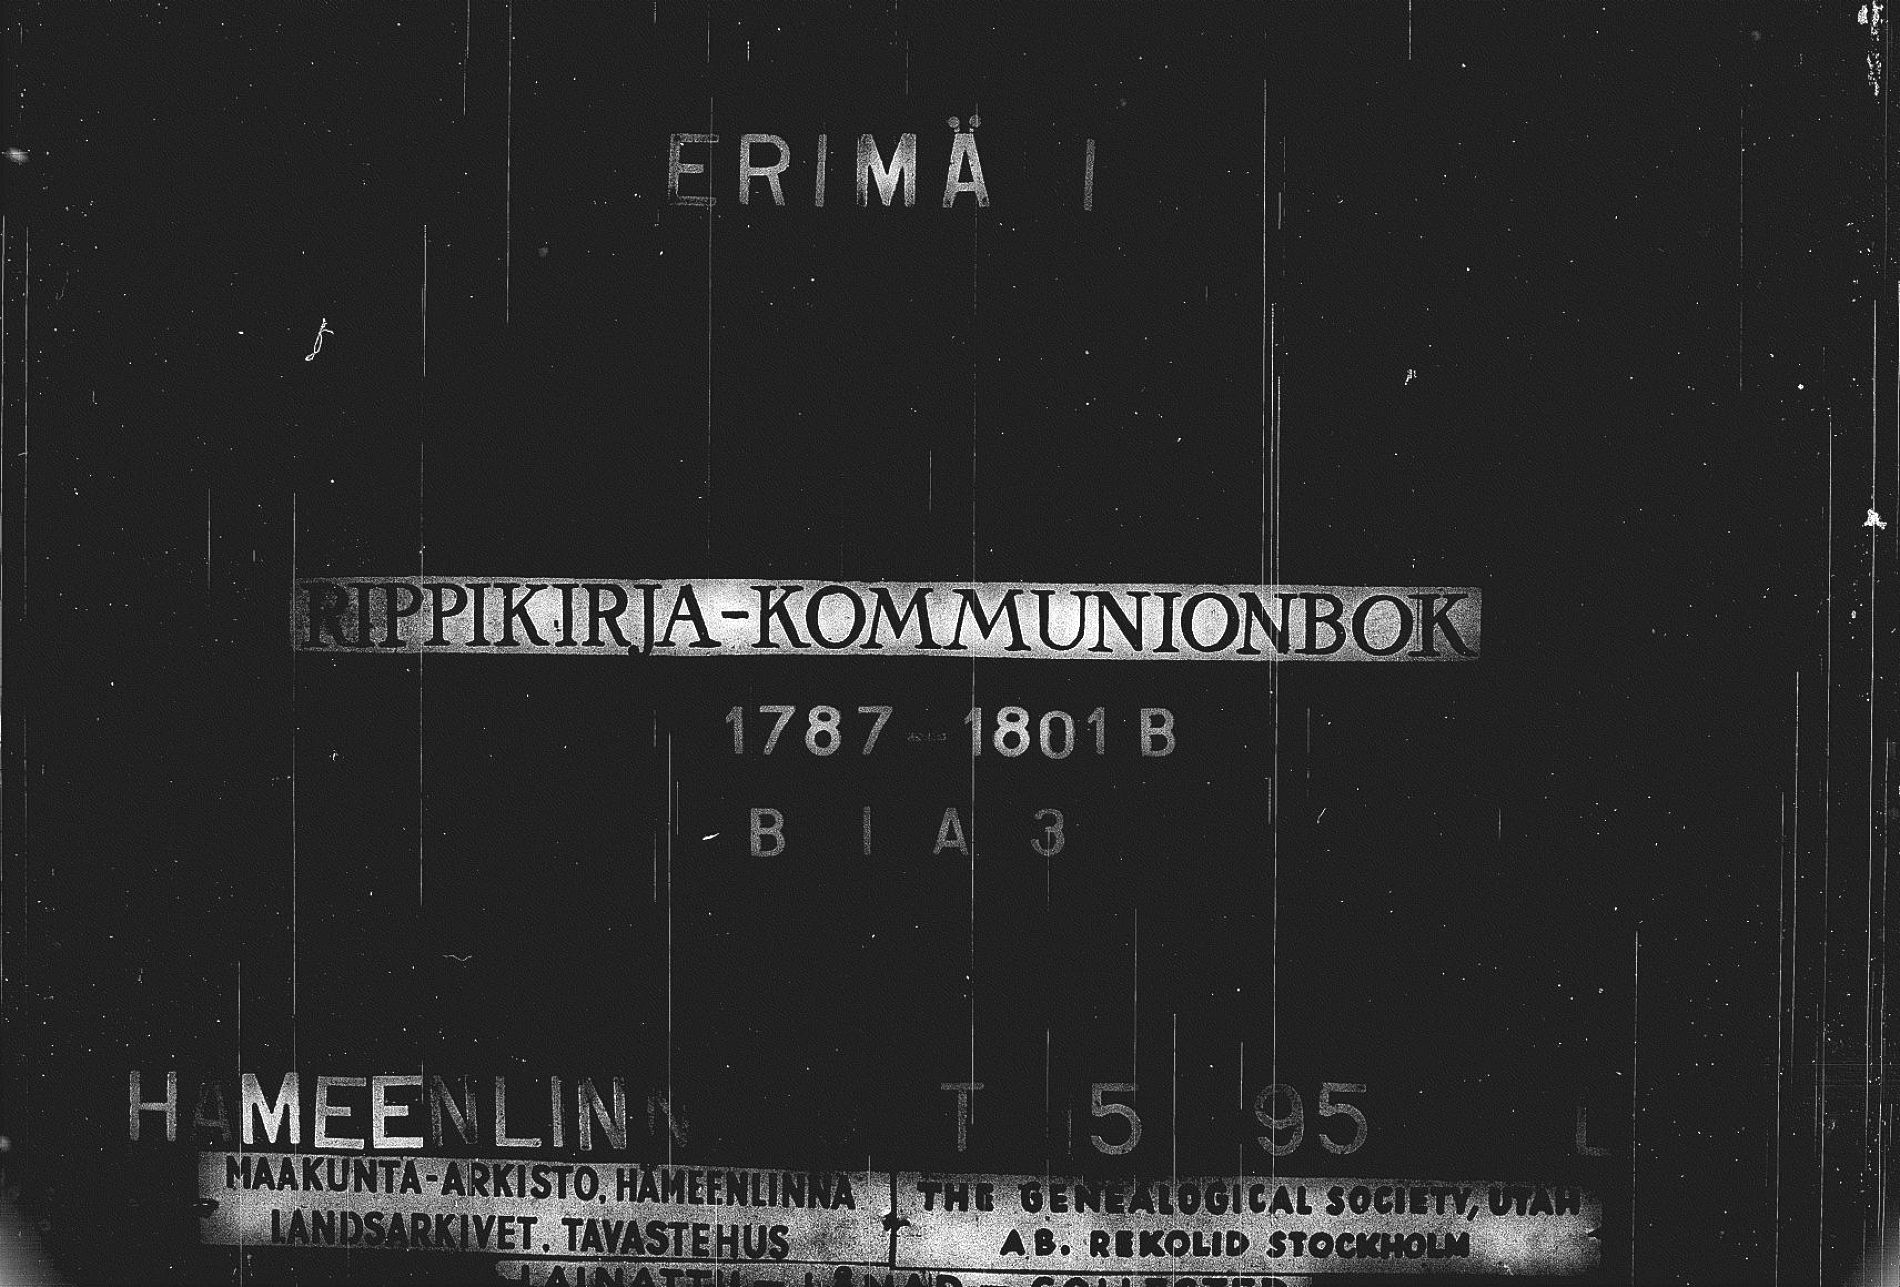 ERIMÄ I
RIPPIKIRJA-KOMMUNIONBOK
1787 - 1801 B
B I A 3
HÄMEENLINN T 5 95 L
MAAKUNTA-ARKISTO, HÄMEENLINNA
LANDSARKIVET, TAVASTEHUS
THE GENEALOGICAL SOCIETY, UTAH
AB. REKOLID STOCKHOLM